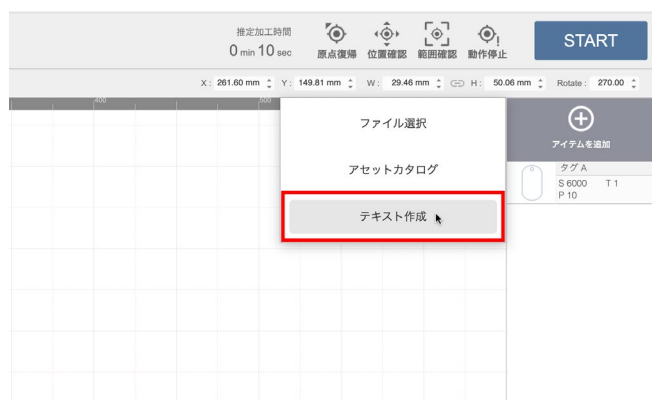 推定加工時間
0 min 10 sec
原点復帰 位置確認 範囲確認 動作停止
START
X : 261.60 mm Y : 149.81 mm W : 29.46 mm H : 50.06 mm Rotate : 270.00
400 500
ファイル選択
アセットカタログ
テキスト作成
アイテムを追加
タグ A
S 6000 T 1
P 10